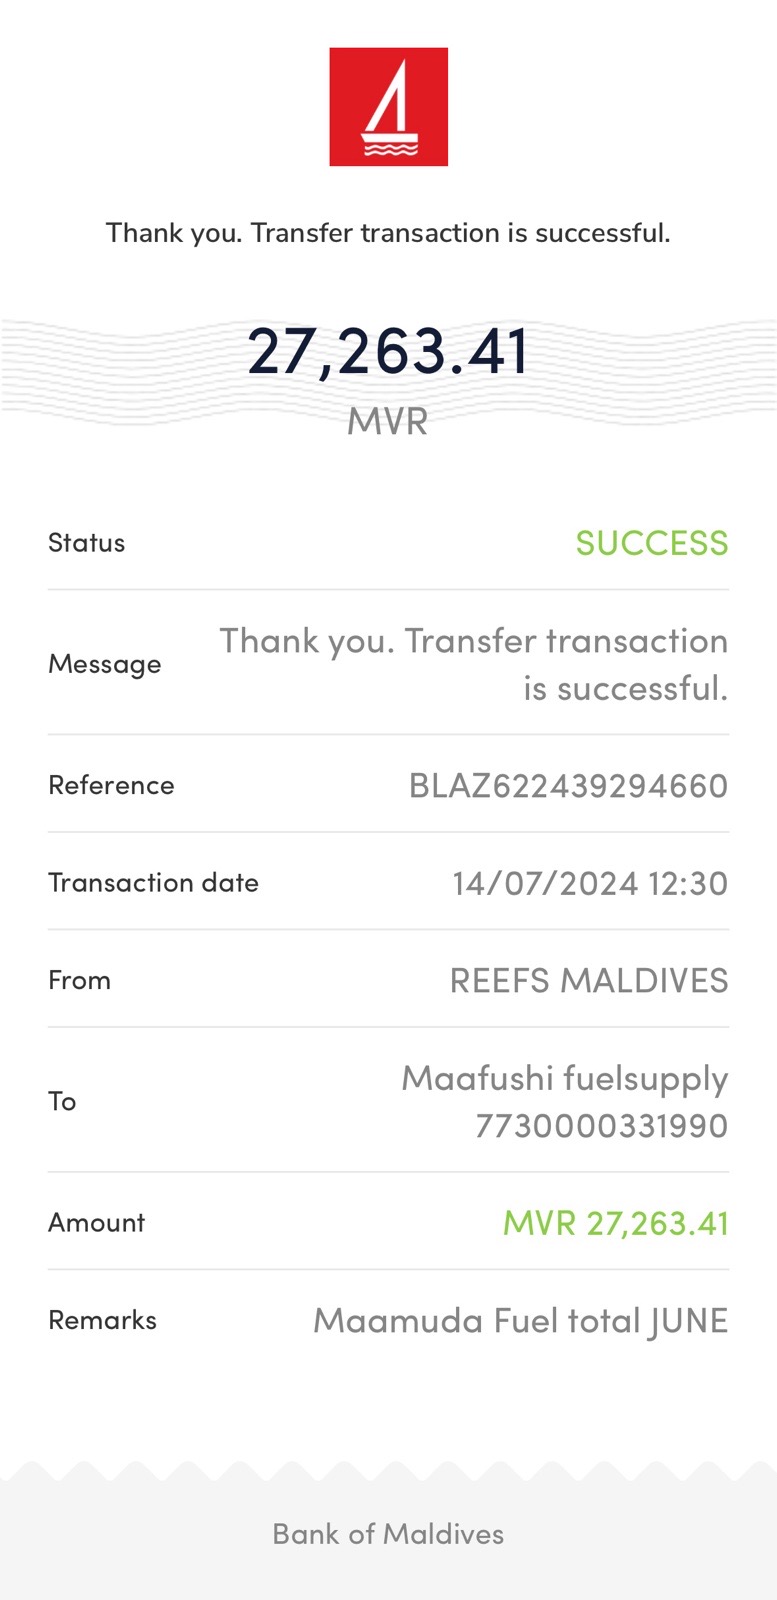 Thank you. Transfer transaction is successful.
27,263.41
MVR
Status SUCCESS
Message Thank you. Transfer transaction
is successful.
Reference BLAZ622439294660
Transaction date 14/07/2024 12:30
From REEFS MALDIVES
To Maafushi fuelsupply
7730000331990
Amount MVR 27,263.41
Remarks Maamuda Fuel total JUNE
Bank of Maldives